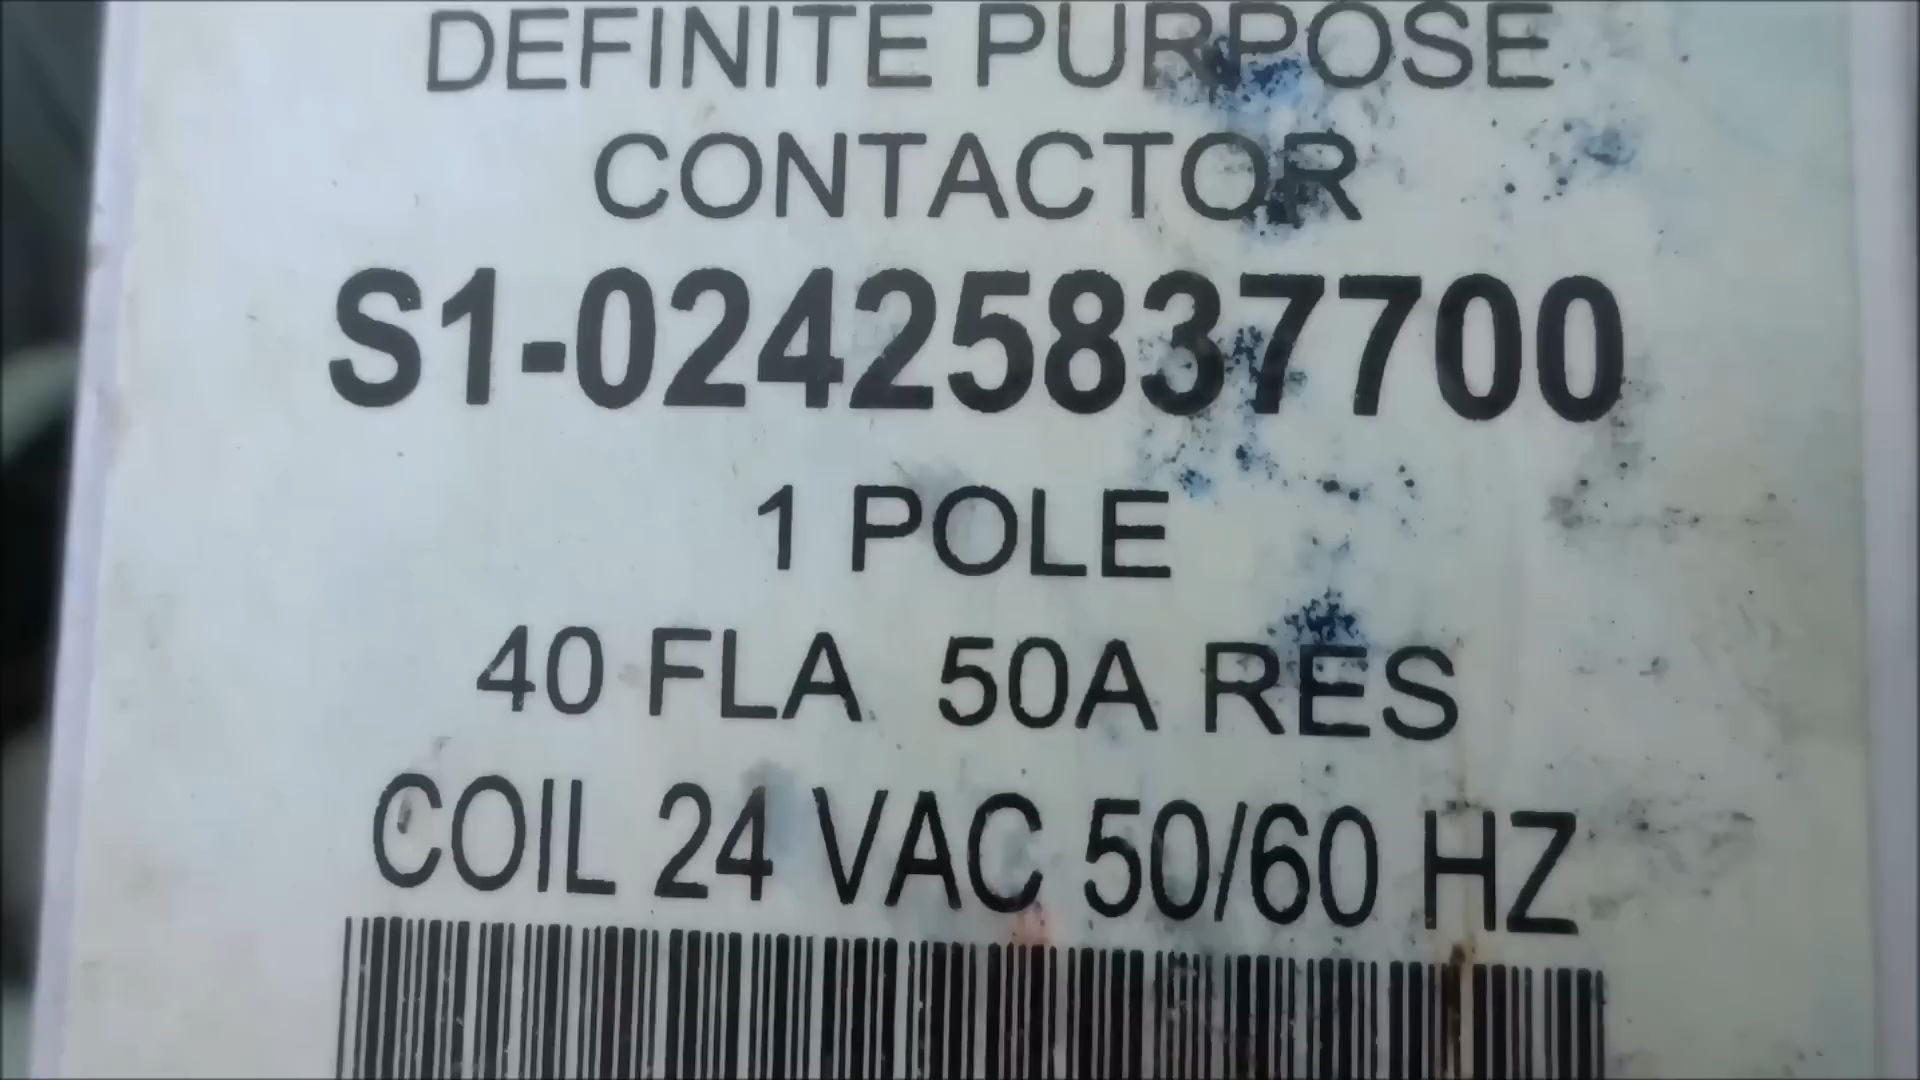 DEFINITE PURPOSE
CONTACTOR
S1-02425837700
1 POLE
40 FLA 50A RES
COIL 24 VAC 50/60 HZ